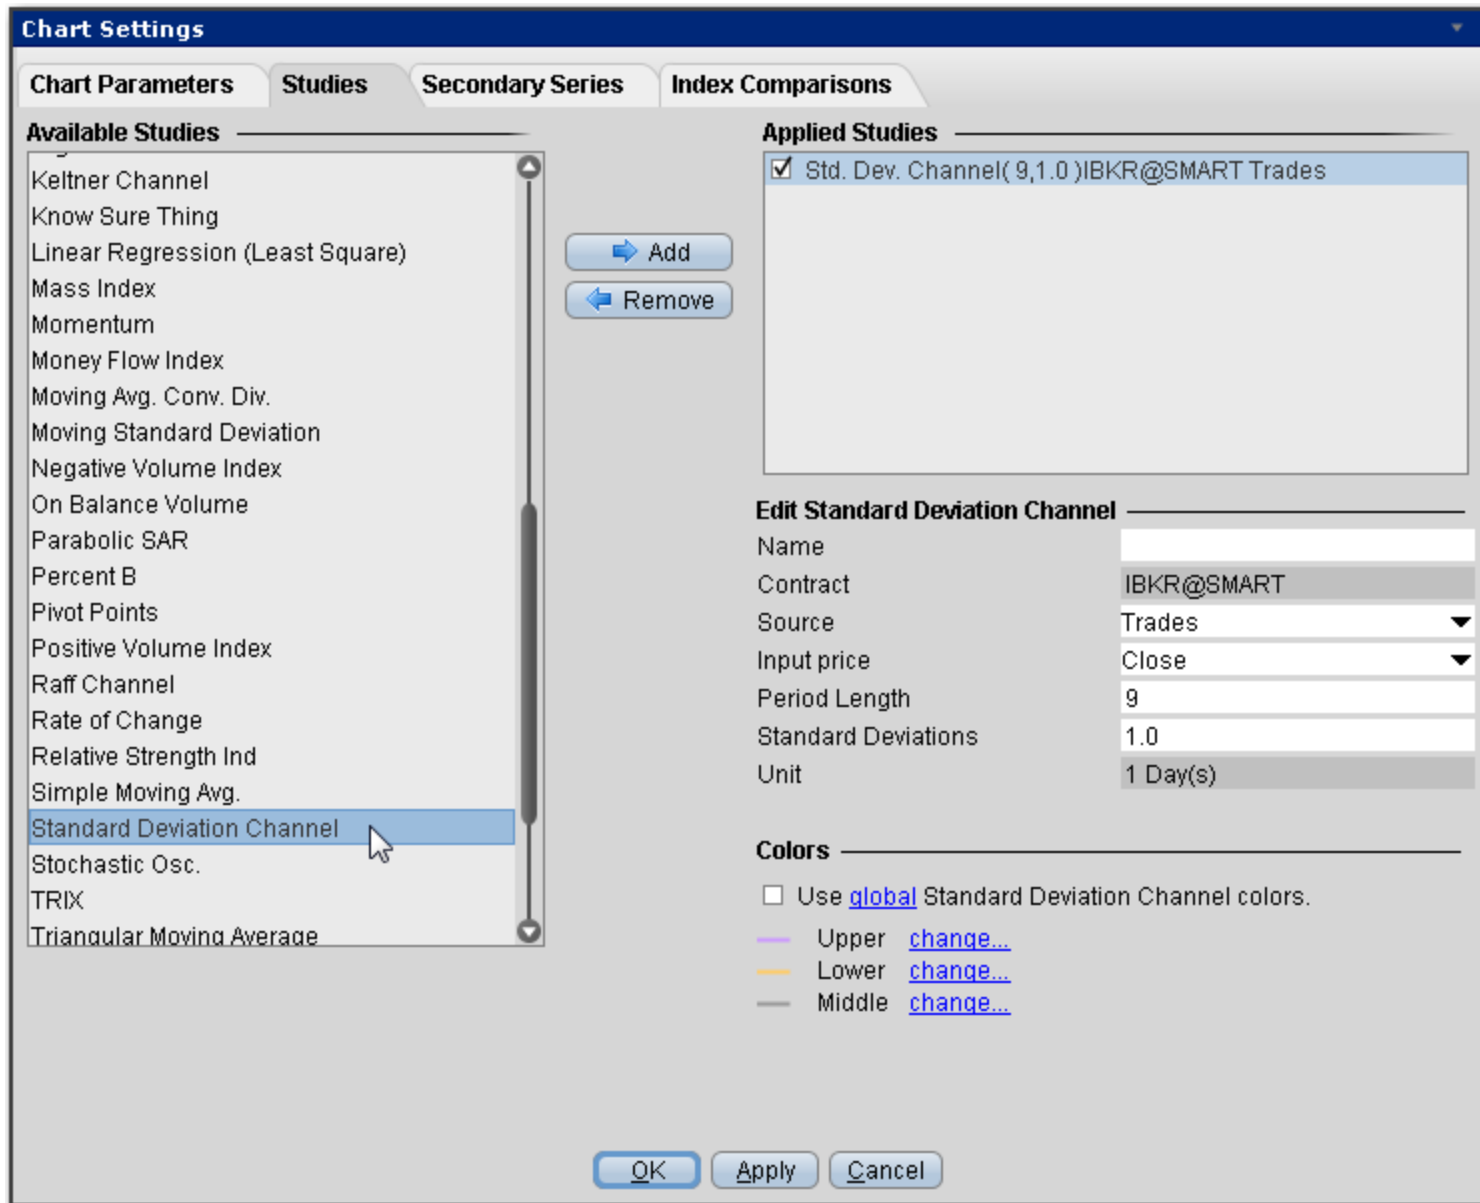 Chart Settings
Chart Parameters
Studies
Secondary Series
Index Comparisons
Available Studies
Keltner Channel
Know Sure Thing
Linear Regression (Least Square)
Mass Index
Momentum
Money Flow Index
Moving Avg. Conv. Div.
Moving Standard Deviation
Negative Volume Index
On Balance Volume
Parabolic SAR
Percent B
Pivot Points
Positive Volume Index
Raff Channel
Rate of Change
Relative Strength Ind
Simple Moving Avg.
Standard Deviation Channel
Stochastic Osc.
TRIX
Triangular Moving Average
Add
Remove
Applied Studies
Std. Dev. Channel( 9,1.0 )IBKR@SMART Trades
Edit Standard Deviation Channel
Name
Contract IBKR@SMART
Source Trades
Input price Close
Period Length 9
Standard Deviations 1.0
Unit 1 Day(s)
Colors
Use global Standard Deviation Channel colors.
Upper change...
Lower change...
Middle change...
OK
Apply
Cancel